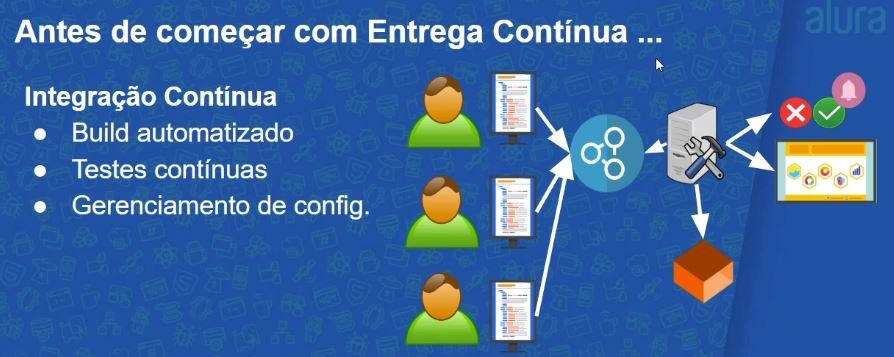 Antes de começar com Entrega Contínua ...
alura
Integração Contínua
● Build automatizado
● Testes contínuas
● Gerenciamento de config.